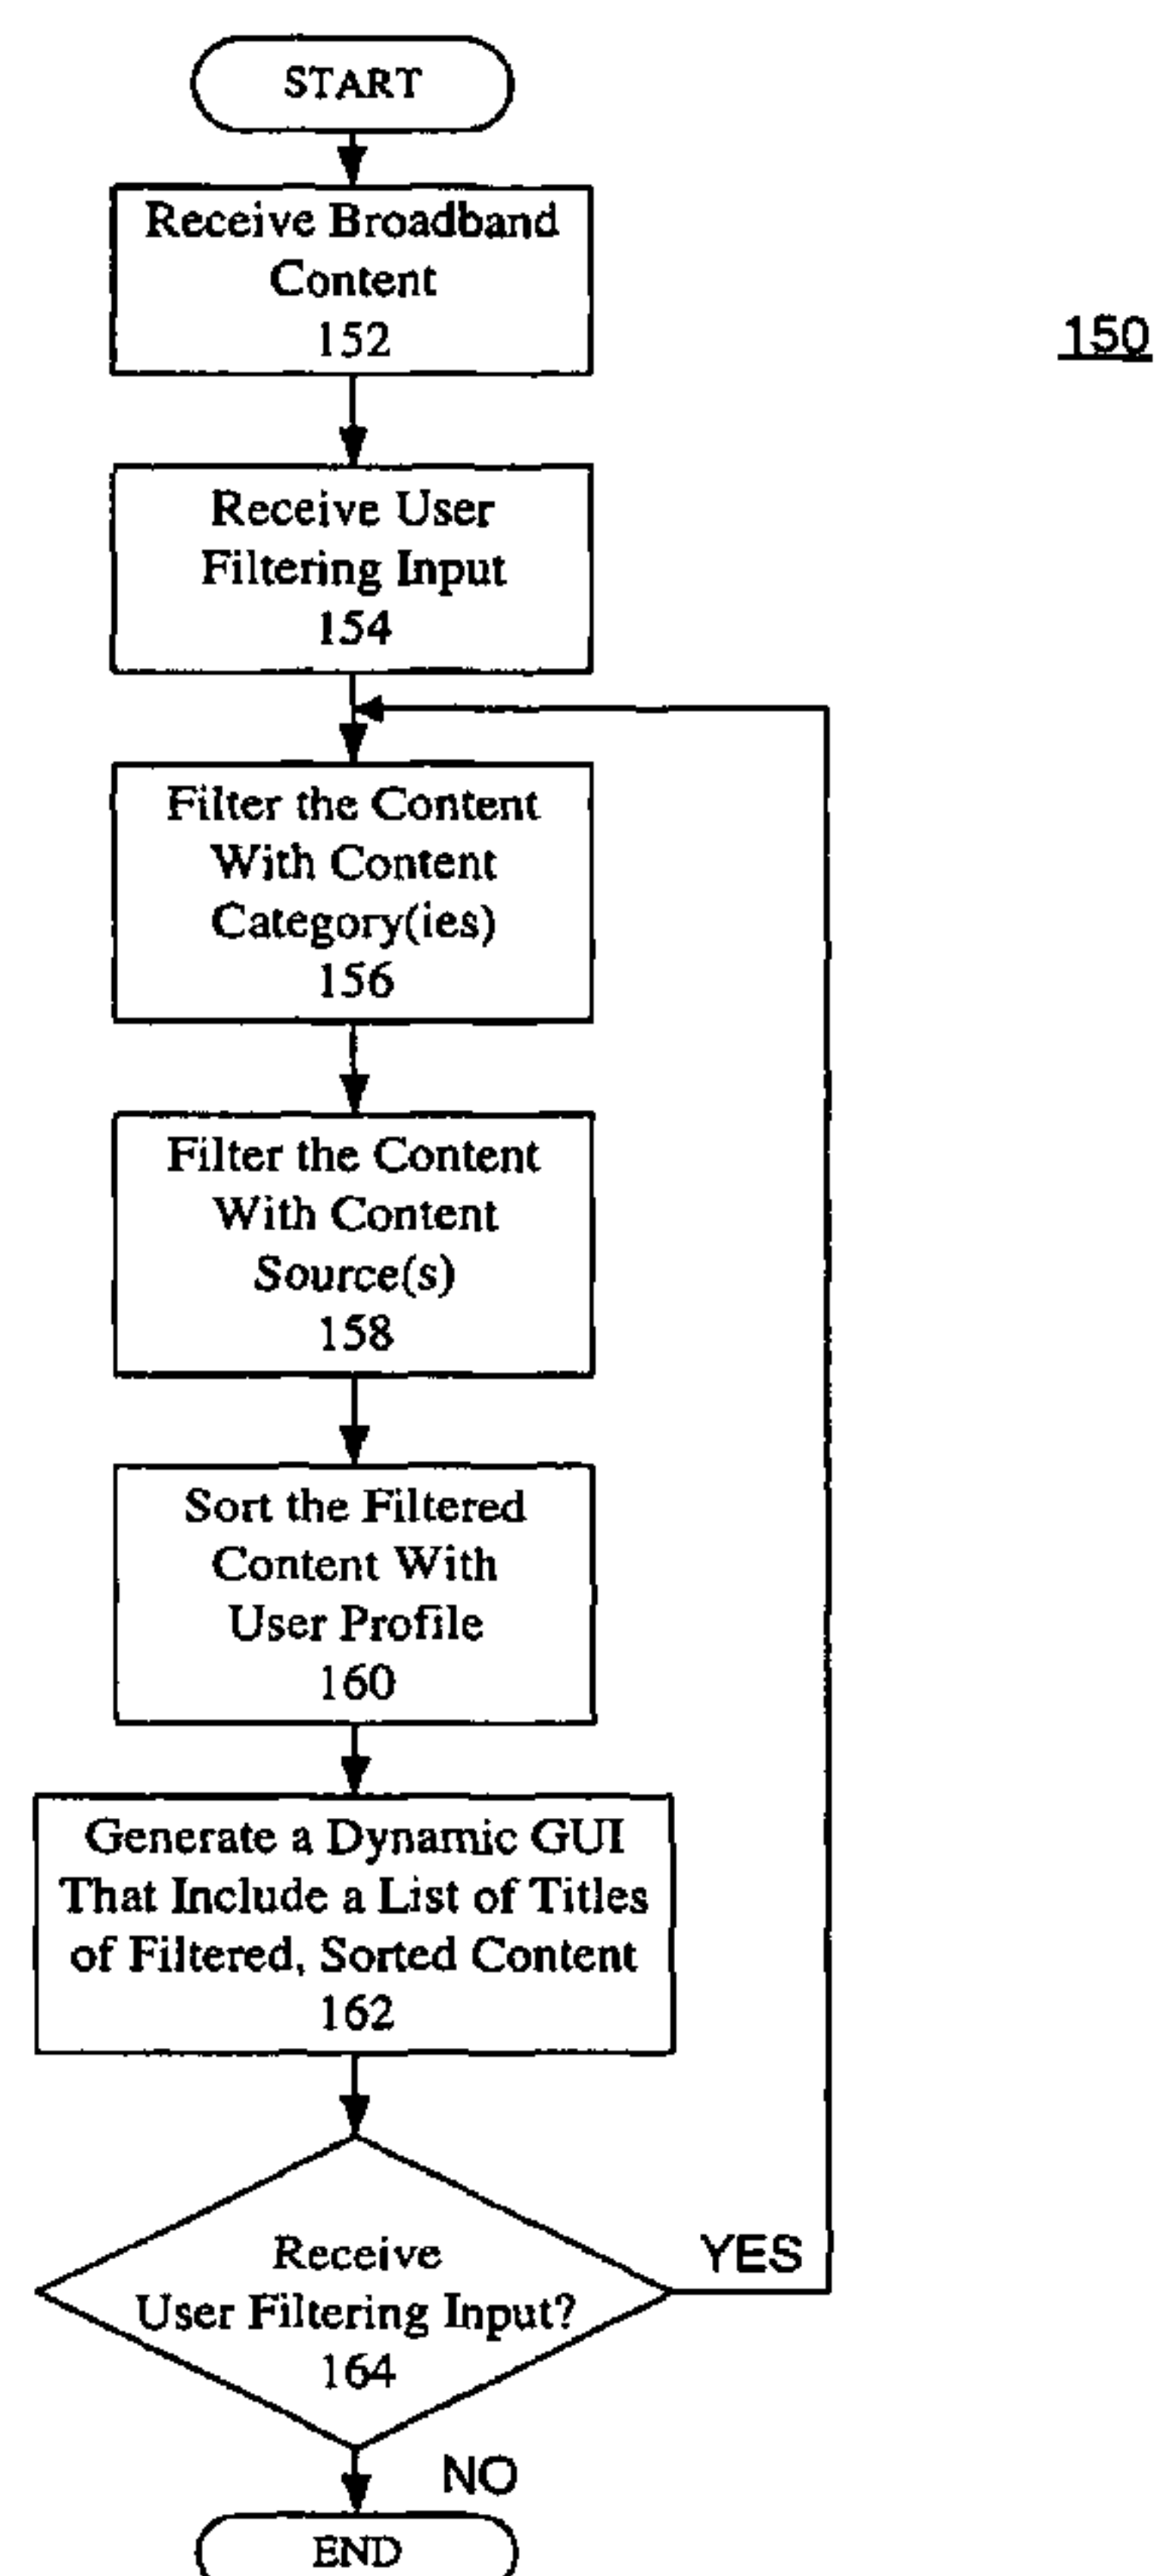 START
Receive Broadband
Content
152
150
Receive User
Filtering Input
154
Filter the Content
With Content
Category(ies)
156
Filter the Content
With Content
Source(s)
158
Sort the Filtered
Content With
User Profile
160
Generate a Dynamic GUI
That Include a List of Titles
of Filtered, Sorted Content
162
Receive
User Filtering Input?
164
YES
NO
END